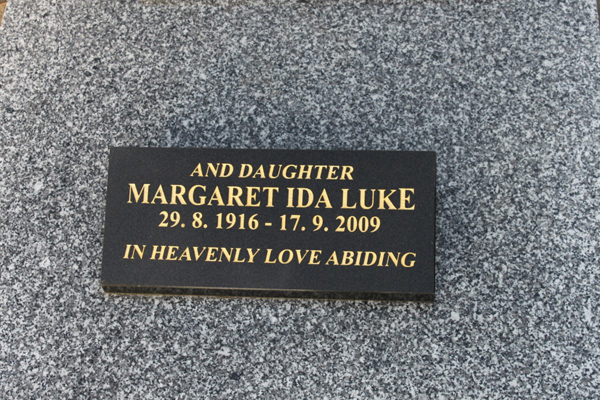 AND DAUGHTER
MARGARET IDA LUKE
29. 8. 1916 - 17. 9. 2009
IN HEAVENLY LOVE ABIDING